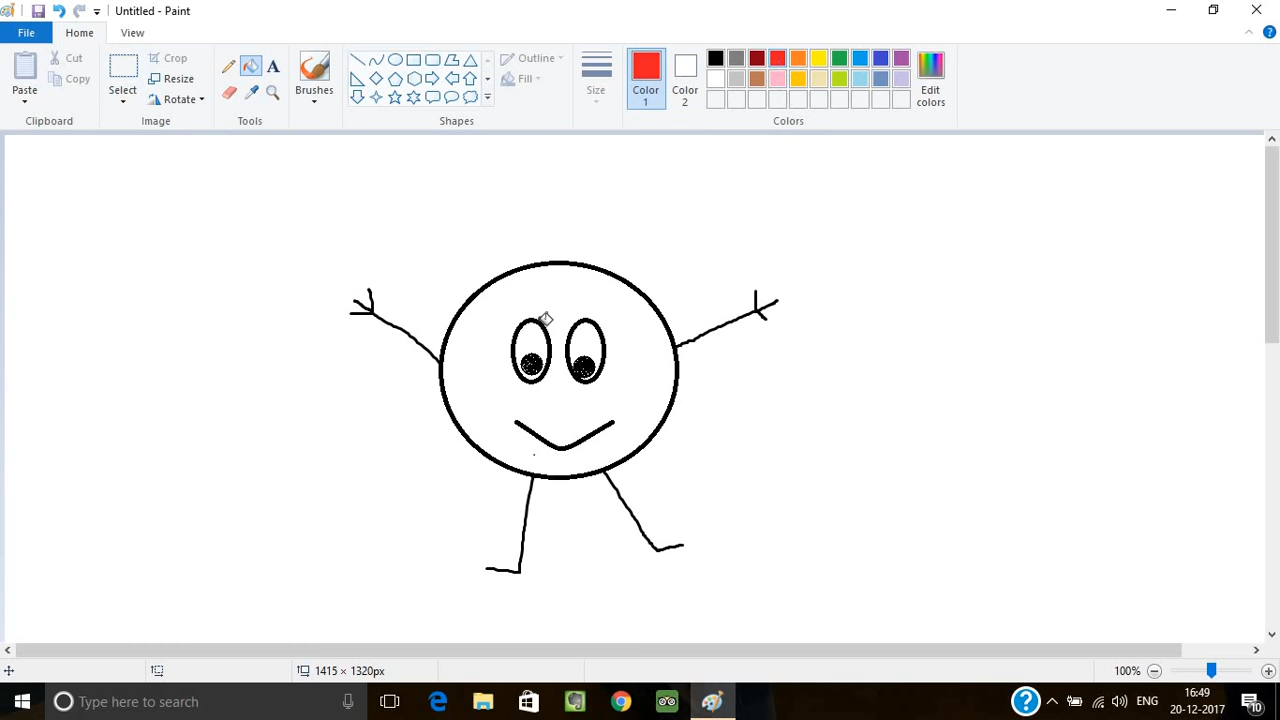 Untitled - Paint
File Home View
Paste
Cut
Copy
Clipboard
Select
Crop
Resize
Rotate
Image
A
Tools
Brushes
Outline
Fill
Shapes
Size
Color 1
Color 2
Edit colors
Colors
1415 × 1320px
100%
Type here to search
ENG
16:49
20-12-2017
10